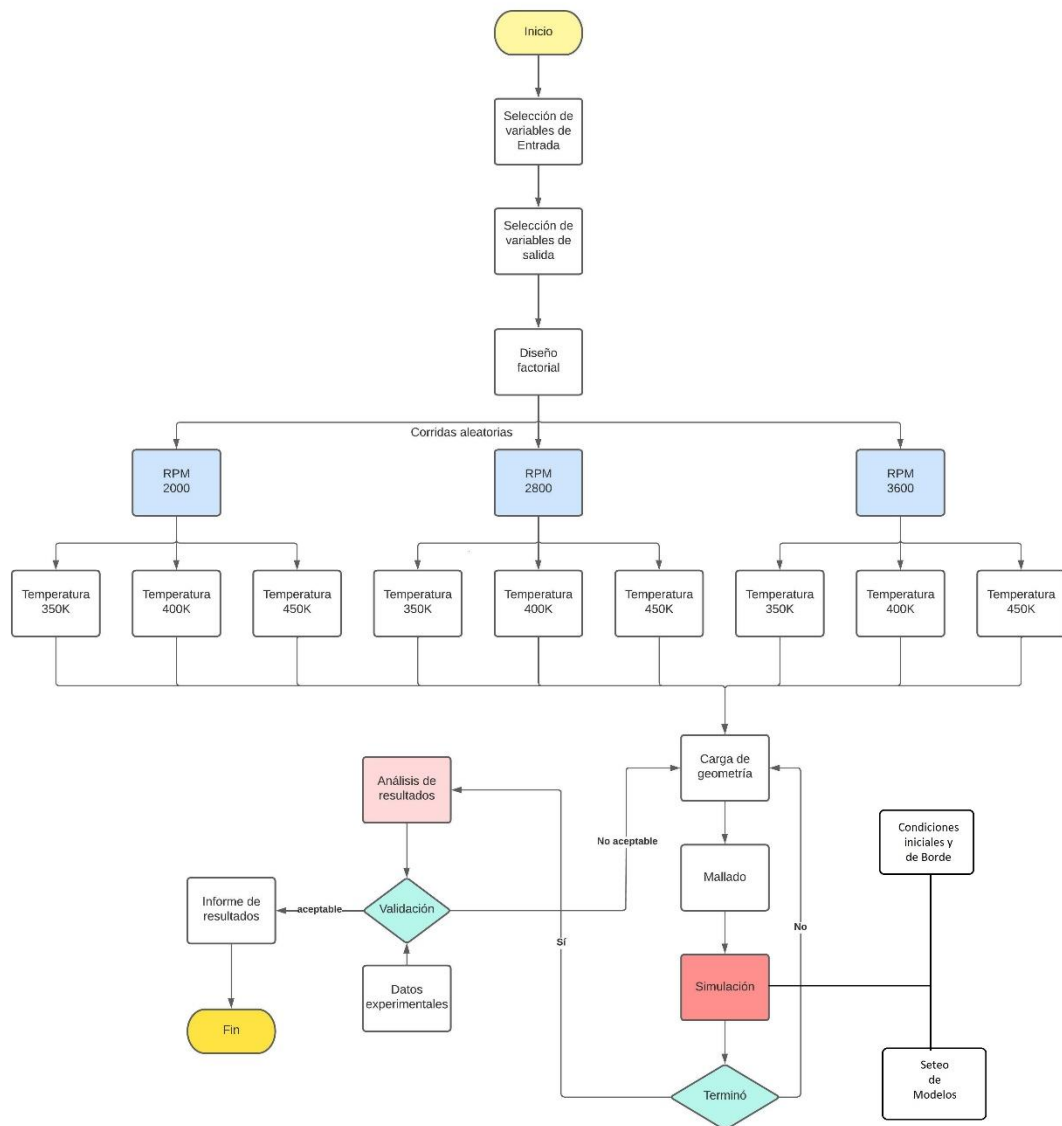 Inicio
Selección de
variables de
Entrada
Selección de
variables de
salida
Diseño
factorial
Corridas aleatorias
RPM
2000
RPM
2800
RPM
3600
Temperatura
350K
Temperatura
400K
Temperatura
450K
Temperatura
350K
Temperatura
400K
Temperatura
450K
Temperatura
350K
Temperatura
400K
Temperatura
450K
Carga de
geometría
Análisis de
resultados
No aceptable
Condiciones
iniciales y
de Borde
Mallado
Informe de
resultados
aceptable
Validación
No
Sí
Datos
experimentales
Simulación
Fin
Terminó
Seteo
de
Modelos